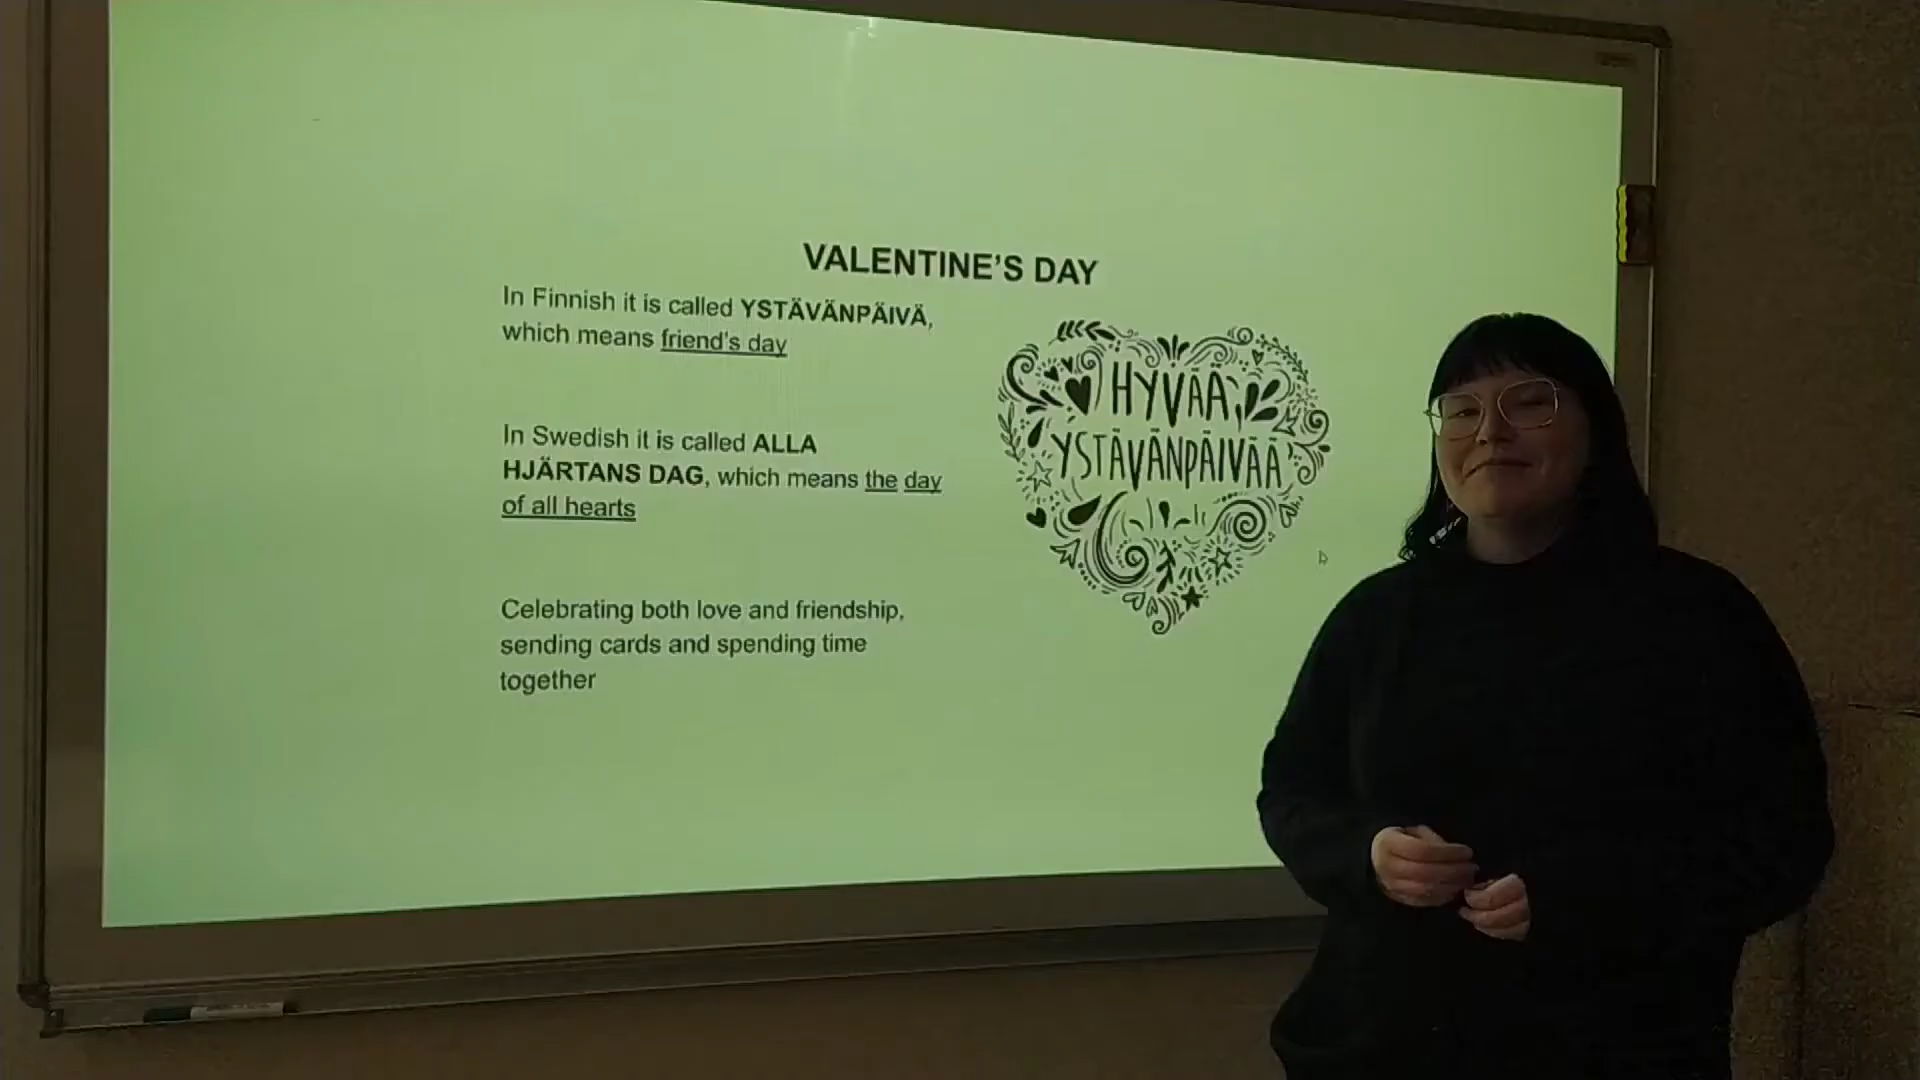 VALENTINE'S DAY
In Finnish it is called YSTÄVÄNPÄIVÄ,
which means friend's day
In Swedish it is called ALLA
HJÄRTANS DAG, which means the day
of all hearts
Celebrating both love and friendship,
sending cards and spending time
together
HYVÄÄ
YSTÄVÄNPÄIVÄÄ